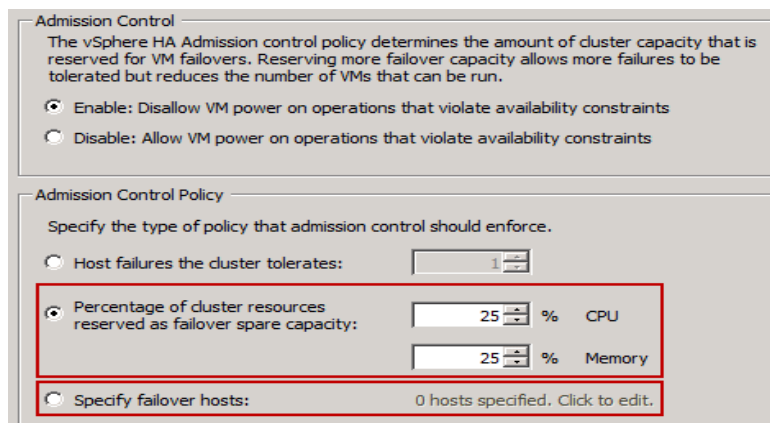 Admission Control
The vSphere HA Admission control policy determines the amount of cluster capacity that is
reserved for VM failovers. Reserving more failover capacity allows more failures to be
tolerated but reduces the number of VMs that can be run.
Enable: Disallow VM power on operations that violate availability constraints
Disable: Allow VM power on operations that violate availability constraints
Admission Control Policy
Specify the type of policy that admission control should enforce.
Host failures the cluster tolerates: 1
Percentage of cluster resources
reserved as failover spare capacity: 25 % CPU
25 % Memory
Specify failover hosts: 0 hosts specified. Click to edit.